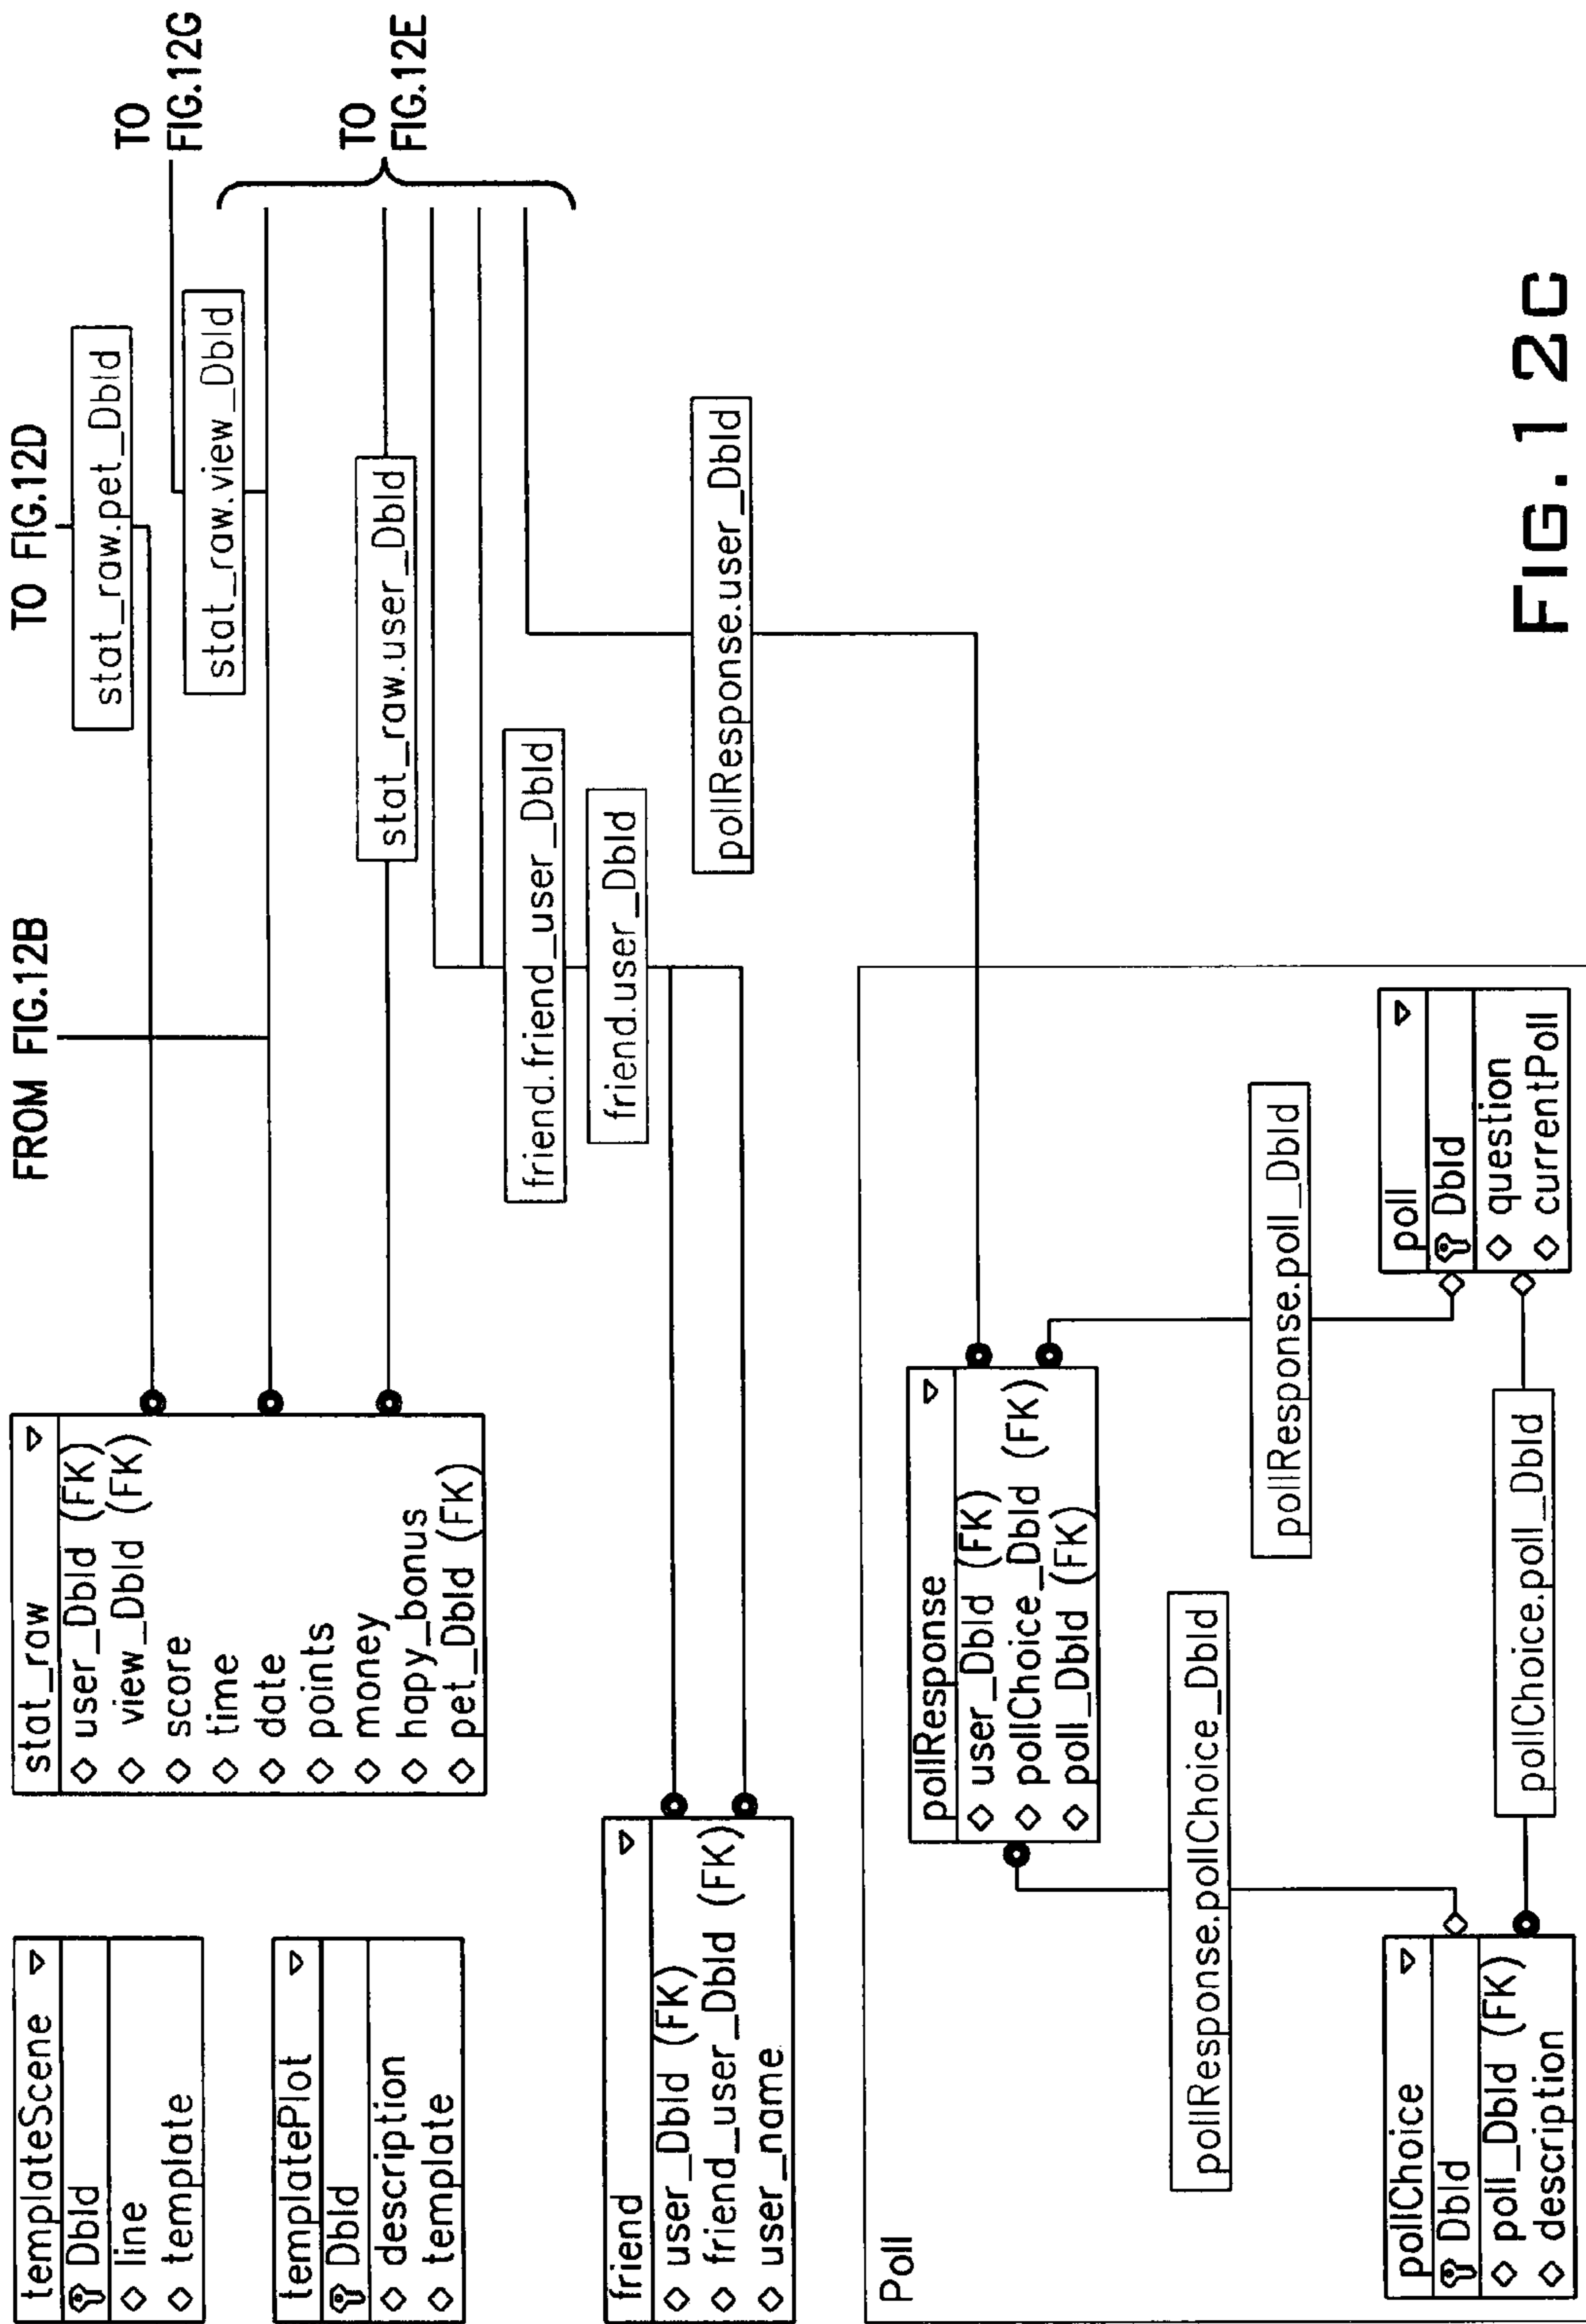 templateScene
DbId
line
template
templatePlot
DbId
description
template
stat_raw
user_DbId (FK)
view_DbId (FK)
score
time
date
points
money
hapy_bonus
pet_DbId (FK)
FROM FIG.12B
TO FIG.12D
stat_raw.pet_DbId
stat_raw.view_DbId
TO
FIG.12G
stat_raw.user_DbId
TO
FIG.12E
friend
user_DbId (FK)
friend_user_DbId (FK)
user_name
friend.friend_user_DbId
friend.user_DbId
pollResponse.user_DbId
Poll
pollResponse
user_DbId (FK)
pollChoice_DbId (FK)
poll_DbId (FK)
pollResponse.pollChoice_DbId
pollResponse.poll_DbId
pollChoice
DbId
poll_DbId (FK)
description
pollChoice.poll_DbId
poll
DbId
question
currentPoll
FIG.12C